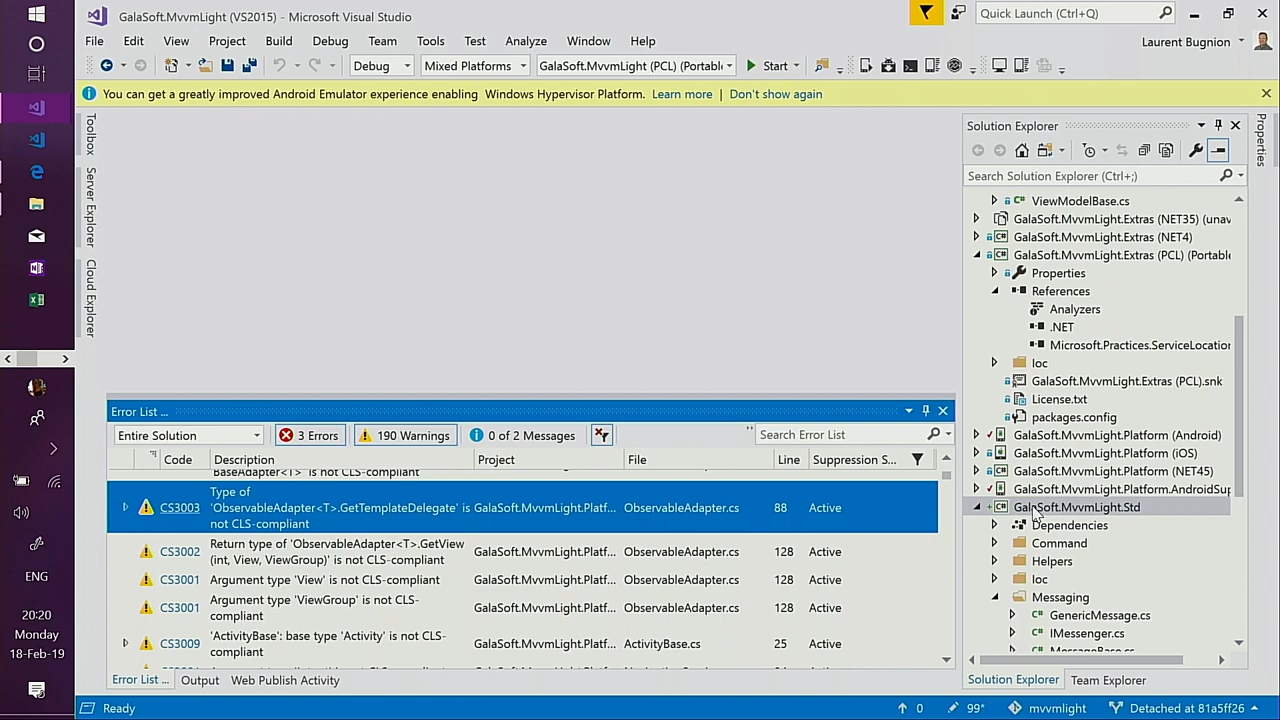 GalaSoft.MvvmLight (VS2015) - Microsoft Visual Studio
Quick Launch (Ctrl+Q)
File Edit View Project Build Debug Team Tools Test Analyze Window Help
Laurent Bugnion
Debug Mixed Platforms GalaSoft.MvvmLight (PCL) (Portabl Start
You can get a greatly improved Android Emulator experience enabling Windows Hypervisor Platform. Learn more | Don't show again
Toolbox
Server Explorer
Cloud Explorer
Solution Explorer
Properties
Search Solution Explorer (Ctrl+;)
ViewModelBase.cs
GalaSoft.MvvmLight.Extras (NET35) (unav
GalaSoft.MvvmLight.Extras (NET4)
GalaSoft.MvvmLight.Extras (PCL) (Portable
Properties
References
Analyzers
.NET
Microsoft.Practices.ServiceLocation
Ioc
GalaSoft.MvvmLight.Extras (PCL).snk
License.txt
packages.config
GalaSoft.MvvmLight.Platform (Android)
GalaSoft.MvvmLight.Platform (iOS)
GalaSoft.MvvmLight.Platform (NET45)
GalaSoft.MvvmLight.Platform.AndroidSup
GalaSoft.MvvmLight.Std
Dependencies
Command
Helpers
Ioc
Messaging
GenericMessage.cs
IMessenger.cs
MessageBase.cs
Solution Explorer Team Explorer
Error List ...
Entire Solution 3 Errors 190 Warnings 0 of 2 Messages Search Error List
Code Description Project File Line Suppression S...
BaseAdapter<T>' is not CLS-compliant
Type of
CS3003 'ObservableAdapter<T>.GetTemplateDelegate' is GalaSoft.MvvmLight.Platf... ObservableAdapter.cs 88 Active
not CLS-compliant
CS3002 Return type of 'ObservableAdapter<T>.GetView GalaSoft.MvvmLight.Platf... ObservableAdapter.cs 128 Active
(int, View, ViewGroup)' is not CLS-compliant
CS3001 Argument type 'View' is not CLS-compliant GalaSoft.MvvmLight.Platf... ObservableAdapter.cs 128 Active
CS3001 Argument type 'ViewGroup' is not CLS- GalaSoft.MvvmLight.Platf... ObservableAdapter.cs 128 Active
compliant
CS3009 'ActivityBase': base type 'Activity' is not CLS- GalaSoft.MvvmLight.Platf... ActivityBase.cs 25 Active
compliant
Error List ... Output Web Publish Activity
Ready 0 99* mvvmlight Detached at 81a5ff26
ENG
20:20
Monday
18-Feb-19